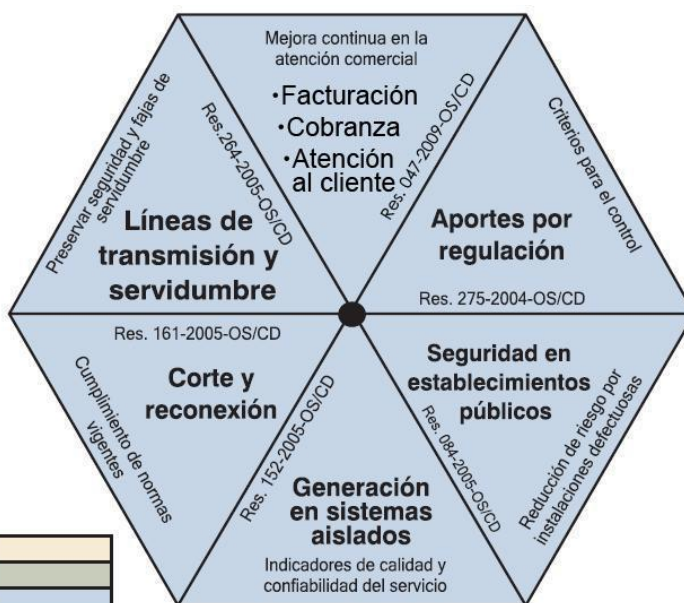 Mejora continua en la
atención comercial
·Facturación
·Cobranza
·Atención
al cliente
Res. 047-2009-OS/CD
Criterios para el control
Aportes por
regulación
Res. 275-2004-OS/CD
Seguridad en
establecimientos
públicos
Res. 084-2005-OS/CD
Reducción de riesgo por
instalaciones defectuosas
Generación
en sistemas
aislados
Indicadores de calidad y
confiabilidad del servicio
Res. 152-2005-OS/CD
Res. 161-2005-OS/CD
Corte y
reconexión
Cumplimiento de normas
vigentes
Preservar seguridad y fajas de
servidumbre
Líneas de
transmisión y
servidumbre
Res.264-2005-OS/CD